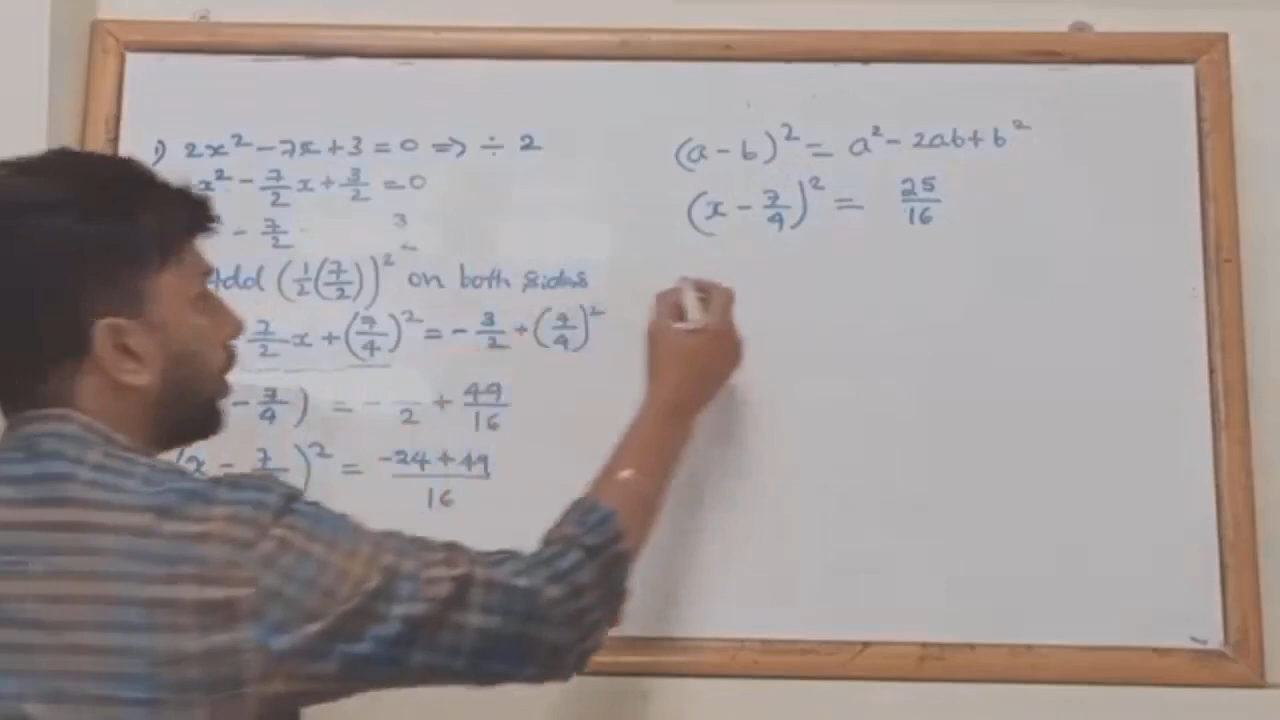 1) 2x² - 7x + 3 = 0 ⇒ ÷ 2
x² - 7/2 x + 3/2 = 0
- 7/2 3
Add (1/2(7/2))² on both sides
7/2 x + (7/4)² = - 3/2 + (7/4)²
- 7/4) = - 2 + 49/16
(x - 7 )² = -24 + 49/16
(a - b)² = a² - 2ab + b²
(x - 7/4)² = 25/16